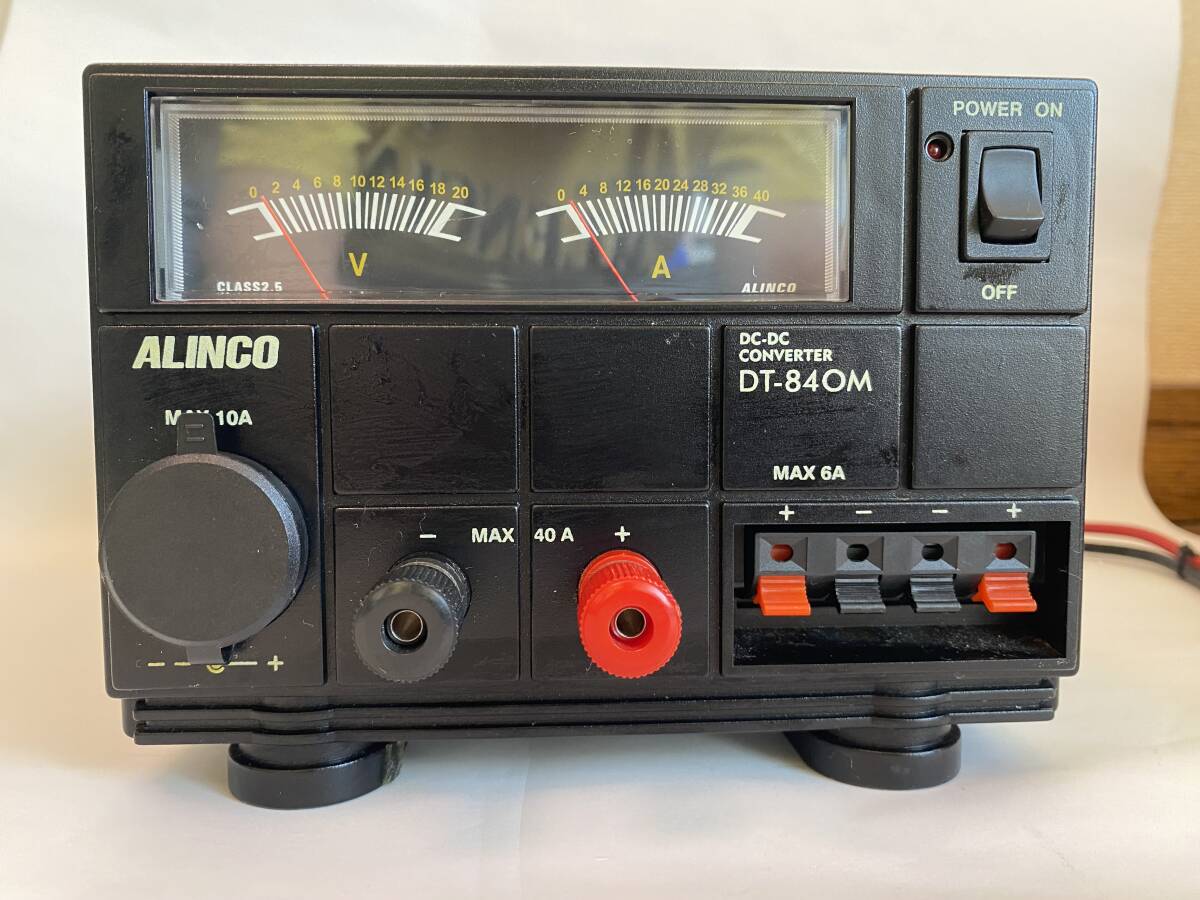 POWER ON
OFF
0 2 4 6 8 10 12 14 16 18 20
V
CLASS2.5
0 4 8 12 16 20 24 28 32 36 40
A
ALINCO
ALINCO
MAX 10A
DC-DC
CONVERTER
DT-840M
MAX 6A
+ − − +
− MAX 40 A +
− +